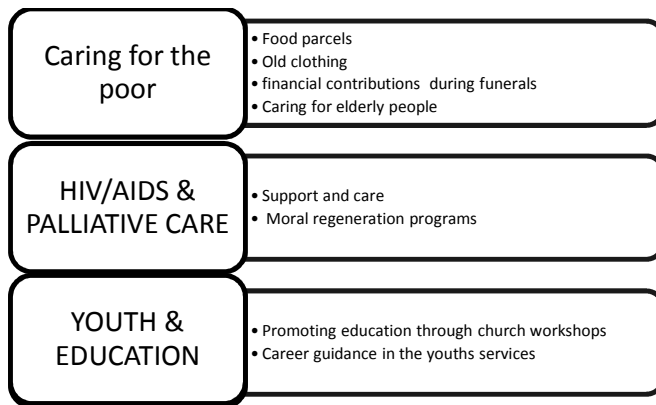 Caring for the
poor
• Food parcels
• Old clothing
• financial contributions during funerals
• Caring for elderly people
HIV/AIDS &
PALLIATIVE CARE
• Support and care
• Moral regeneration programs
YOUTH &
EDUCATION
• Promoting education through church workshops
• Career guidance in the youths services